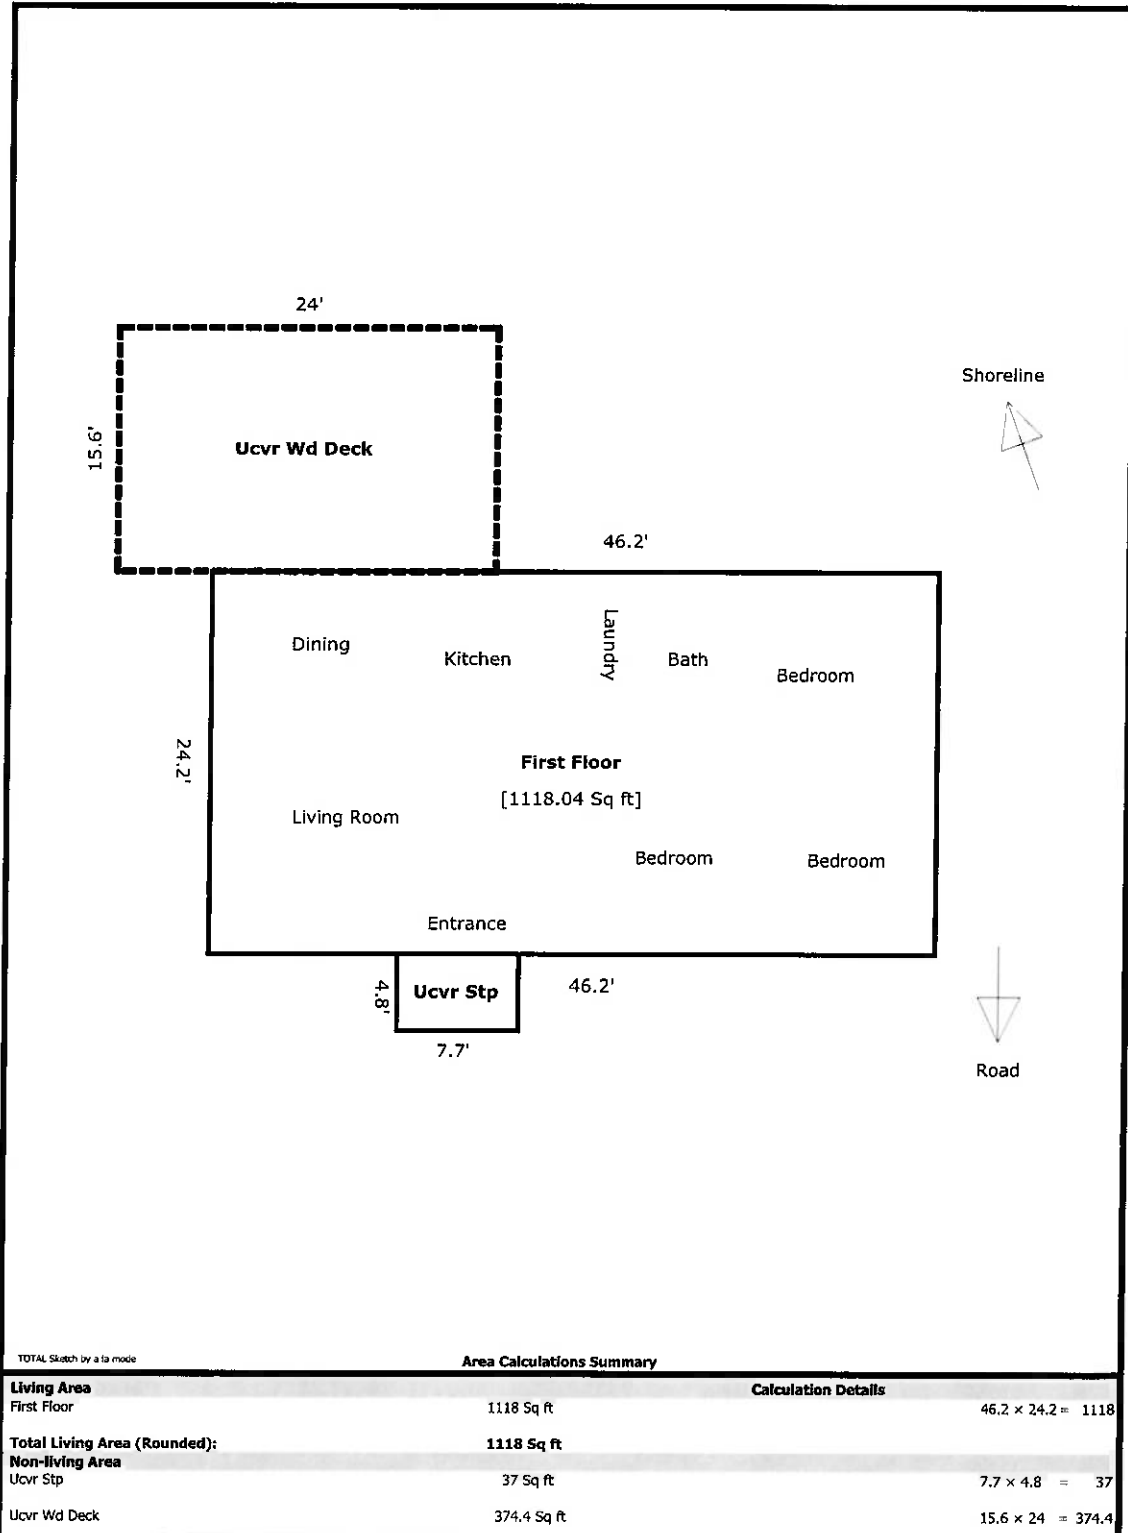 24'
15.6'
Ucvr Wd Deck
Shoreline
46.2'
Dining
Kitchen
Laundry
Bath
Bedroom
24.2'
First Floor
[1118.04 Sq ft]
Living Room
Bedroom
Bedroom
Entrance
4.8'
Ucvr Stp
46.2'
7.7'
Road
TOTAL Sketch by a la mode
Area Calculations Summary
Living Area Calculation Details
First Floor 1118 Sq ft 46.2 × 24.2 = 1118
Total Living Area (Rounded): 1118 Sq ft
Non-living Area
Ucvr Stp 37 Sq ft 7.7 × 4.8 = 37
Ucvr Wd Deck 374.4 Sq ft 15.6 × 24 = 374.4